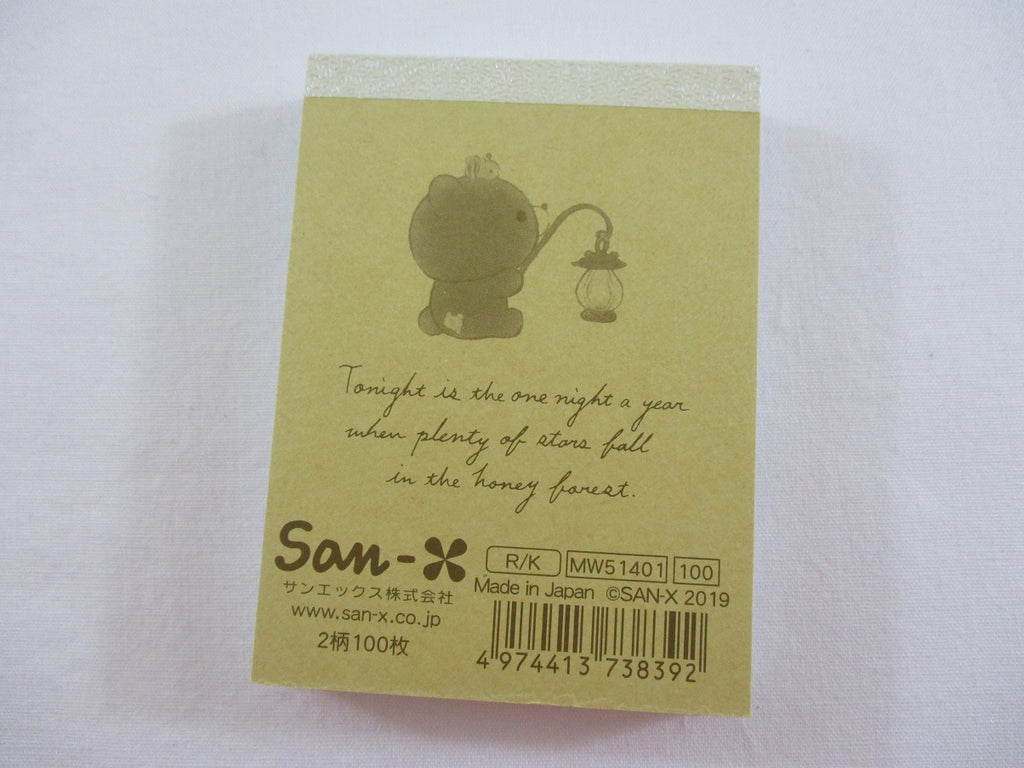 Tonight is the one night a year
when plenty of stars fall
in the honey forest.
San-X
サンエックス株式会社
www.san-x.co.jp
2柄100枚
R/K MW51401 100
Made in Japan ©SAN-X 2019
4 974413 738392